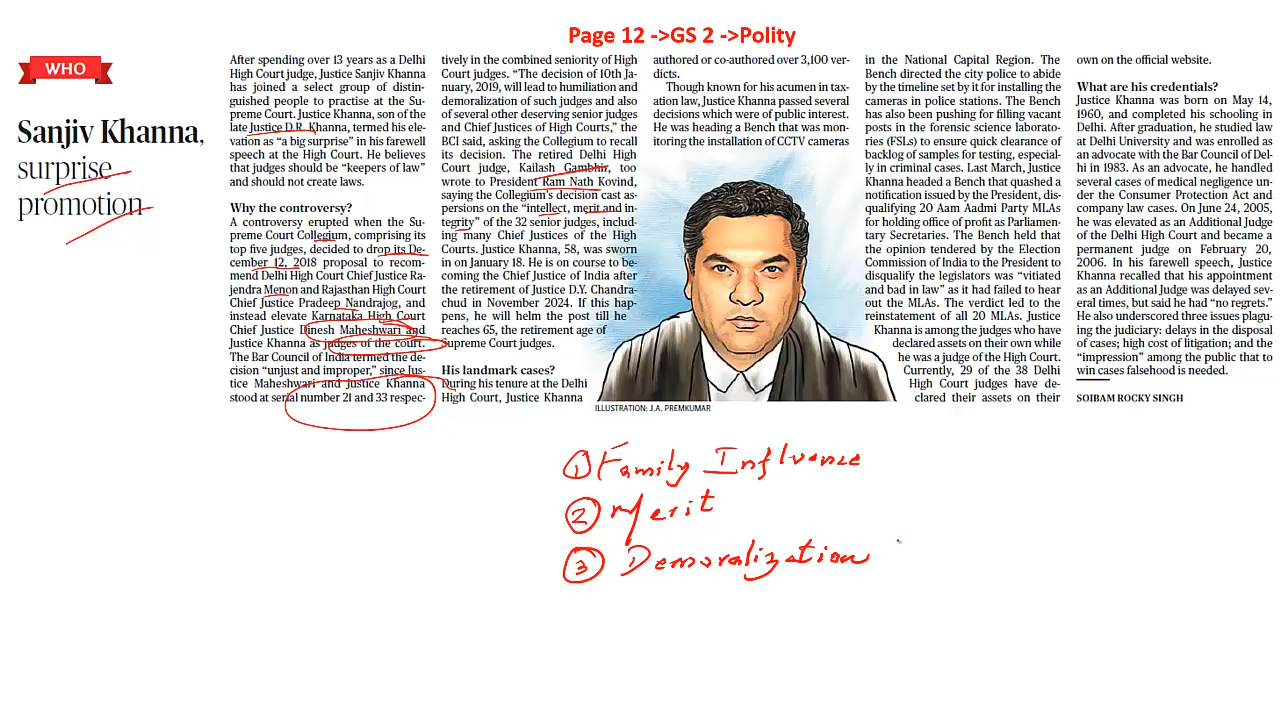 Page 12 ->GS 2 ->Polity
WHO
Sanjiv Khanna,
surprise
promotion
After spending over 13 years as a Delhi
High Court judge, Justice Sanjiv Khanna
has joined a select group of distin-
guished people to practise at the Su-
preme Court. Justice Khanna, son of the
late Justice D.R. Khanna, termed his ele-
vation as “a big surprise” in his farewell
speech at the High Court. He believes
that judges should be “keepers of law”
and should not create laws.
Why the controversy?
A controversy erupted when the Su-
preme Court Collegium, comprising its
top five judges, decided to drop its De-
cember 12, 2018 proposal to recom-
mend Delhi High Court Chief Justice Ra-
jendra Menon and Rajasthan High Court
Chief Justice Pradeep Nandrajog, and
instead elevate Karnataka High Court
Chief Justice Dinesh Maheshwari and
Justice Khanna as judges of the court.
The Bar Council of India termed the de-
cision “unjust and improper,” since Jus-
tice Maheshwari and Justice Khanna
stood at serial number 21 and 33 respec-
tively in the combined seniority of High
Court judges. “The decision of 10th Ja-
nuary, 2019, will lead to humiliation and
demoralization of such judges and also
of several other deserving senior judges
and Chief Justices of High Courts,” the
BCI said, asking the Collegium to recall
its decision. The retired Delhi High
Court judge, Kailash Gambhir, too
wrote to President Ram Nath Kovind,
saying the Collegium's decision cast as-
persions on the “intellect, merit and in-
tegrity” of the 32 senior judges, includ-
ing many Chief Justices of the High
Courts. Justice Khanna, 58, was sworn
in on January 18. He is on course to be-
coming the Chief Justice of India after
the retirement of Justice D.Y. Chandra-
chud in November 2024. If this hap-
pens, he will helm the post till he
reaches 65, the retirement age of
Supreme Court judges.
His landmark cases?
During his tenure at the Delhi
High Court, Justice Khanna
authored or co-authored over 3,100 ver-
dicts.
Though known for his acumen in tax-
ation law, Justice Khanna passed several
decisions which were of public interest.
He was heading a Bench that was mon-
itoring the installation of CCTV cameras
in the National Capital Region. The
Bench directed the city police to abide
by the timeline set by it for installing the
cameras in police stations. The Bench
has also been pushing for filling vacant
posts in the forensic science laborato-
ries (FSLs) to ensure quick clearance of
backlog of samples for testing, especial-
ly in criminal cases. Last March, Justice
Khanna headed a Bench that quashed a
notification issued by the President, dis-
qualifying 20 Aam Aadmi Party MLAs
for holding office of profit as Parliamen-
tary Secretaries. The Bench held that
the opinion tendered by the Election
Commission of India to the President to
disqualify the legislators was “vitiated
and bad in law” as it had failed to hear
out the MLAs. The verdict led to the
reinstatement of all 20 MLAs. Justice
Khanna is among the judges who have
declared assets on their own while
he was a judge of the High Court.
Currently, 29 of the 38 Delhi
High Court judges have de-
clared their assets on their
own on the official website.
What are his credentials?
Justice Khanna was born on May 14,
1960, and completed his schooling in
Delhi. After graduation, he studied law
at Delhi University and was enrolled as
an advocate with the Bar Council of Del-
hi in 1983. As an advocate, he handled
several cases of medical negligence un-
der the Consumer Protection Act and
company law cases. On June 24, 2005,
he was elevated as an Additional Judge
of the Delhi High Court and became a
permanent judge on February 20,
2006. In his farewell speech, Justice
Khanna recalled that his appointment
as an Additional Judge was delayed sev-
eral times, but said he had “no regrets.”
He also underscored three issues plagu-
ing the judiciary: delays in the disposal
of cases; high cost of litigation; and the
“impression” among the public that to
win cases falsehood is needed.
SOIBAM ROCKY SINGH
ILLUSTRATION: J.A. PREMKUMAR
① Family Influence
② Merit
③ Demoralization